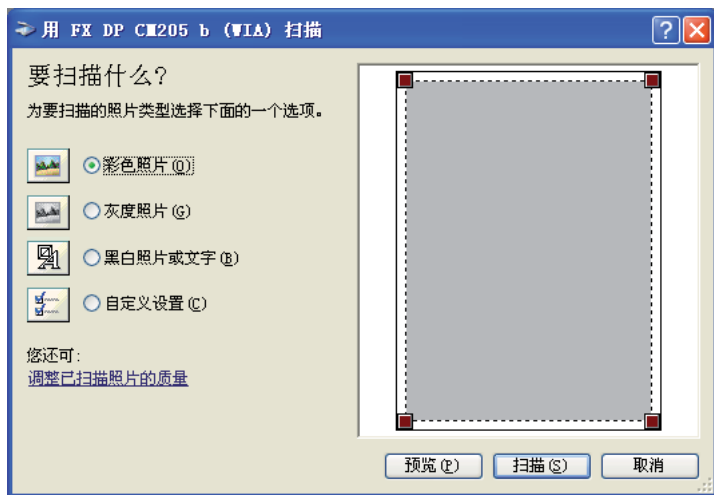 用 FX DP CM205 b (WIA) 扫描
要扫描什么?
为要扫描的照片类型选择下面的一个选项。
彩色照片(O)
灰度照片(G)
黑白照片或文字(B)
自定义设置(C)
您还可:
调整已扫描照片的质量
预览(P)
扫描(S)
取消